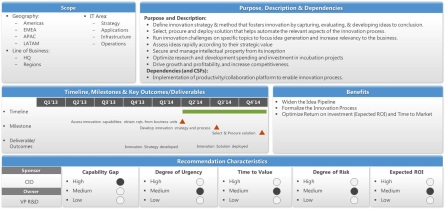 Scope
Geography:
Americas
EMEA
APAC
LATAM
Line of Business:
HQ
Regions
IT Area:
Strategy
Applications
Infrastructure
Operations
Purpose, Description & Dependencies
Purpose and Description:
Define innovation strategy & method that fosters innovation by capturing, evaluating, & developing ideas to conclusion.
Select, procure and deploy solution that helps automate the relevant aspects of the innovation process.
Run innovation challenges on specific topics to focus idea generation and increase relevancy to the business.
Assess ideas rapidly according to their strategic value
Secure and manage intellectual property from its inception
Optimize research and development spending and investment in incubation projects
Drive growth and profitability, and increase competitiveness.
Dependencies (and CSFs):
Implementation of productivity/collaboration platform to enable innovation process.
Timeline, Milestones & Key Outcomes/Deliverables
Q1'13 Q2'13 Q3'13 Q4'13 Q1'14 Q2'14 Q3'14 Q4'14
Timeline
Milestone
Assess innovation capabilities, obtain reqs. from business units
Develop innovation strategy and process
Select & Procure solution
Deliverable/
Outcomes
Innovation Strategy developed
Innovation Solution deployed
Benefits
Widen the Idea Pipeline
Formalise the Innovation Process
Optimize Return on investment (Expected ROI) and Time to Market
Recommendation Characteristics
Sponsor
CIO
Owner
VP R&D
Capability Gap
High
Medium
Low
Degree of Urgency
High
Medium
Low
Time to Value
High
Medium
Low
Degree of Risk
High
Medium
Low
Expected ROI
High
Medium
Low